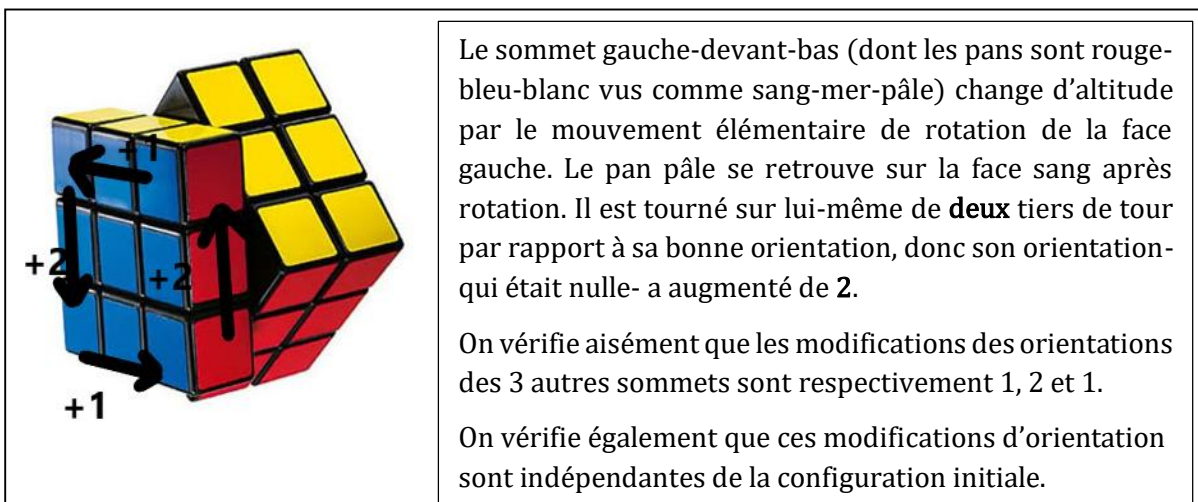 +1
+2
+2
+1
Le sommet gauche-devant-bas (dont les pans sont rouge-
bleu-blanc vus comme sang-mer-pâle) change d’altitude
par le mouvement élémentaire de rotation de la face
gauche. Le pan pâle se retrouve sur la face sang après
rotation. Il est tourné sur lui-même de deux tiers de tour
par rapport à sa bonne orientation, donc son orientation-
qui était nulle- a augmenté de 2.
On vérifie aisément que les modifications des orientations
des 3 autres sommets sont respectivement 1, 2 et 1.
On vérifie également que ces modifications d’orientation
sont indépendantes de la configuration initiale.